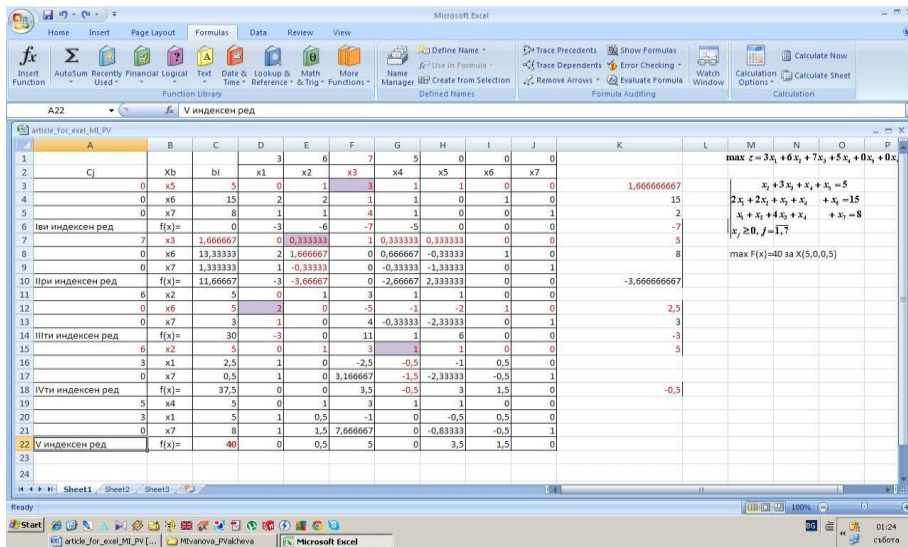 Microsoft Excel
Home Insert Page Layout Formulas Data Review View
Insert Function
AutoSum
Recently Used
Financial
Logical
Text
Date & Time
Lookup & Reference
Math & Trig
More Functions
Function Library
Name Manager
Define Name
Use in Formula
Create from Selection
Defined Names
Trace Precedents
Trace Dependents
Remove Arrows
Show Formulas
Error Checking
Evaluate Formula
Formula Auditing
Watch Window
Calculation Options
Calculate Now
Calculate Sheet
Calculation
A22 fx V индексен ред
article_for_exel_MI_PV
A B C D E F G H I J K L M N O P
1 3 6 7 5 0 0 0 max z = 3x₁ + 6x₂ + 7x₃ + 5x₄ + 0x₅ + 0x₆
2 Cj Xb bi x1 x2 x3 x4 x5 x6 x7
3 0 x5 5 0 1 3 1 1 0 0 1,666666667 x₂ + 3x₃ + x₄ + x₅ = 5
4 0 x6 15 2 2 1 1 0 1 0 15 2x₁ + 2x₂ + x₃ + x₄ + x₆ = 15
5 0 x7 8 1 1 4 1 0 0 1 2 x₁ + x₂ + 4x₃ + x₄ + x₇ = 8
6 Iви индексен ред f(x)= 0 -3 -6 -7 -5 0 0 0 -7 xⱼ ≥ 0, j = 1,7
7 7 x3 1,666667 0 0,333333 1 0,333333 0,333333 0 0 5
8 0 x6 13,33333 2 1,666667 0 0,666667 -0,33333 1 0 8 max F(x)=40 за X(5,0,0,5)
9 0 x7 1,333333 1 -0,33333 0 -0,33333 -1,33333 0 1
10 IIри индексен ред f(x)= 11,66667 -3 -3,66667 0 -2,66667 2,333333 0 0 -3,666666667
11 6 x2 5 0 1 3 1 1 0 0
12 0 x6 5 2 0 -5 -1 -2 1 0 2,5
13 0 x7 3 1 0 4 -0,33333 -2,33333 0 1 3
14 IIIти индексен ред f(x)= 30 -3 0 11 1 6 0 0 -3
15 6 x2 5 0 1 3 1 1 0 0 5
16 3 x1 2,5 1 0 -2,5 -0,5 -1 0,5 0
17 0 x7 0,5 1 0 3,166667 -1,5 -2,33333 -0,5 1
18 IVти индексен ред f(x)= 37,5 0 0 3,5 -0,5 3 1,5 0 -0,5
19 5 x4 5 0 1 3 1 1 0 0
20 3 x1 5 1 0,5 -1 0 -0,5 0,5 0
21 0 x7 8 1 1,5 7,666667 0 -0,83333 -0,5 1
22 V индексен ред f(x)= 40 0 0,5 5 0 3,5 1,5 0
23
24
Sheet1 Sheet2 Sheet3
Ready 100%
Start BG 01:24
article_for_exel_MI_PV [... MIvanova_PValcheva Microsoft Excel събота